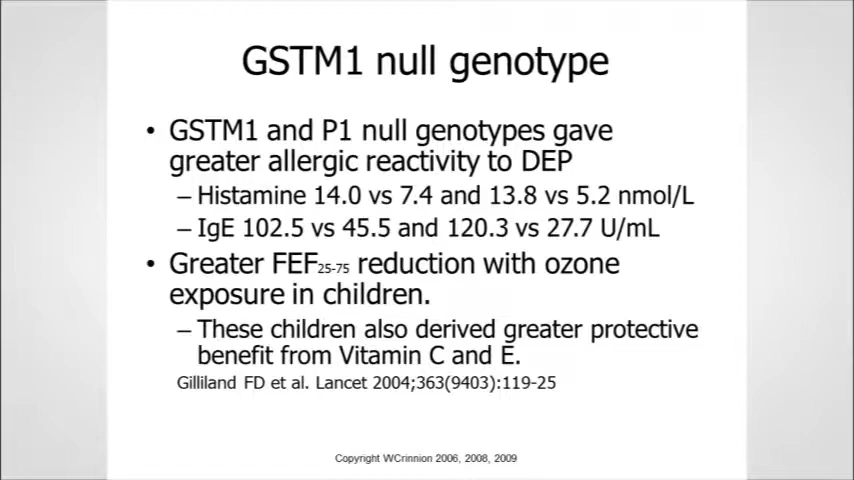 GSTM1 null genotype
• GSTM1 and P1 null genotypes gave
greater allergic reactivity to DEP
– Histamine 14.0 vs 7.4 and 13.8 vs 5.2 nmol/L
– IgE 102.5 vs 45.5 and 120.3 vs 27.7 U/mL
• Greater FEF25-75 reduction with ozone
exposure in children.
– These children also derived greater protective
benefit from Vitamin C and E.
Gilliland FD et al. Lancet 2004;363(9403):119-25
Copyright WCrinnion 2006, 2008, 2009